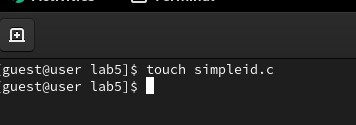 [guest@user lab5]$ touch simpleid.c
[guest@user lab5]$